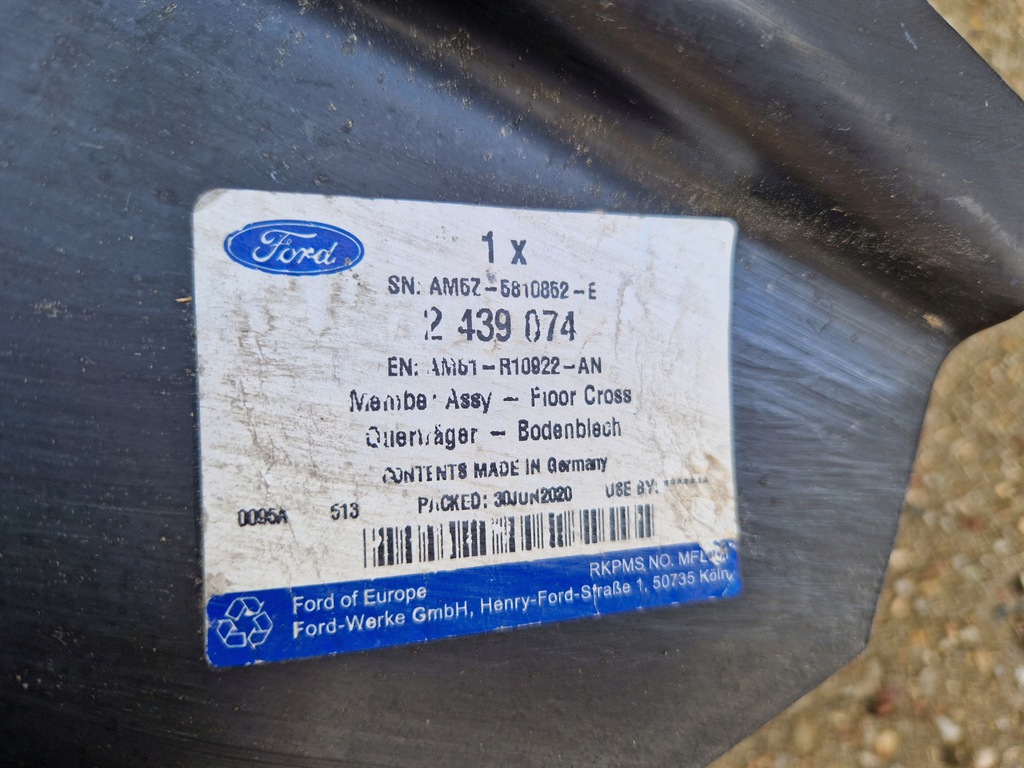 Ford
1 x
SN: AM5Z-5810852-E
2 439 074
EN: AM51-R10922-AN
Member Assy - Floor Cross
Querträger - Bodenblech
CONTENTS MADE IN Germany
PACKED: 30JUN2020 USE BY: *******
0095A 513
RKPMS NO.
Ford of Europe
Ford-Werke GmbH, Henry-Ford-Straße 1, 50735 Köln